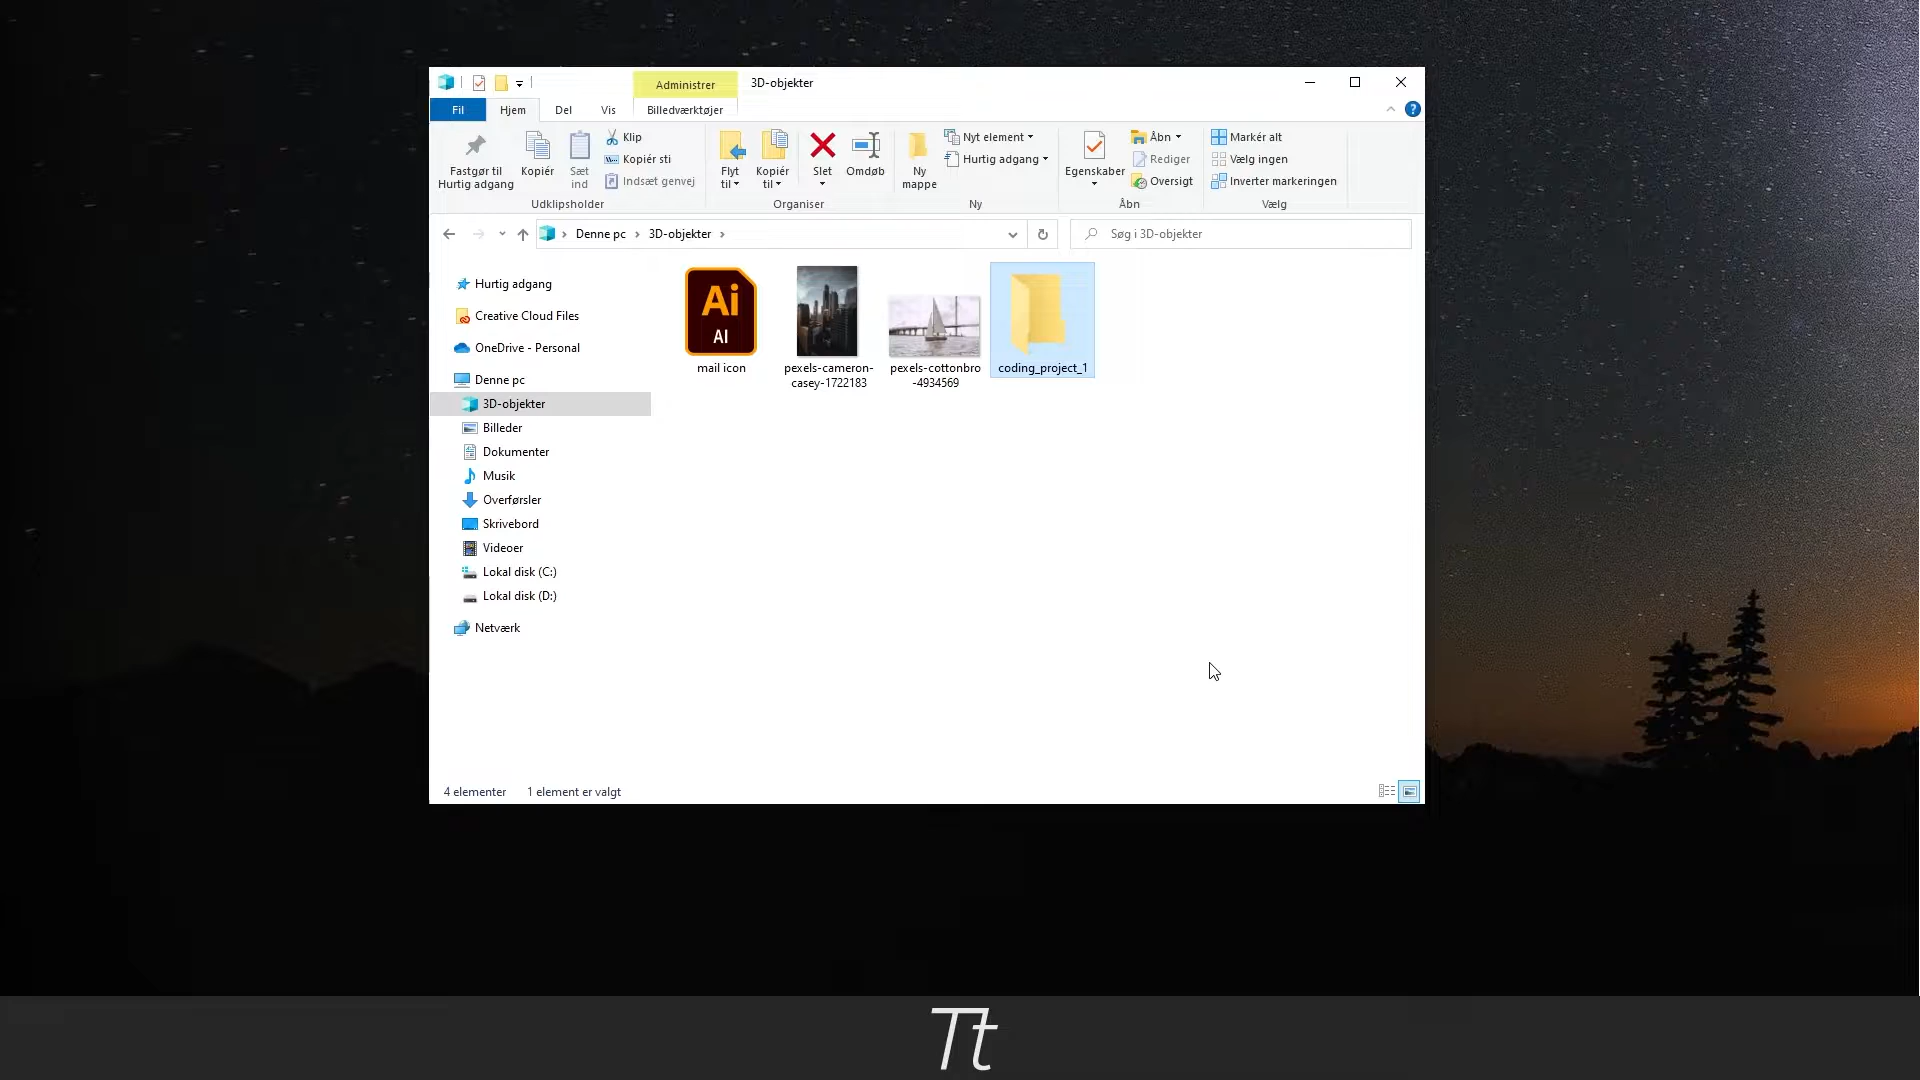 Administrer
3D-objekter
Fil
Hjem
Del
Vis
Billedværktøjer
Fastgør til
Hurtig adgang
Kopiér
Sæt
ind
Klip
Kopiér sti
Indsæt genvej
Udklipsholder
Flyt
til
Kopiér
til
Slet
Omdøb
Organiser
Ny
mappe
Nyt element
Hurtig adgang
Ny
Egenskaber
Åbn
Rediger
Oversigt
Åbn
Markér alt
Vælg ingen
Inverter markeringen
Vælg
Denne pc
3D-objekter
Søg i 3D-objekter
Hurtig adgang
Creative Cloud Files
OneDrive - Personal
Denne pc
3D-objekter
Billeder
Dokumenter
Musik
Overførsler
Skrivebord
Videoer
Lokal disk (C:)
Lokal disk (D:)
Netværk
Ai
AI
mail icon
pexels-cameron-
casey-1722183
pexels-cottonbro
-4934569
coding_project_1
4 elementer
1 element er valgt
Tt